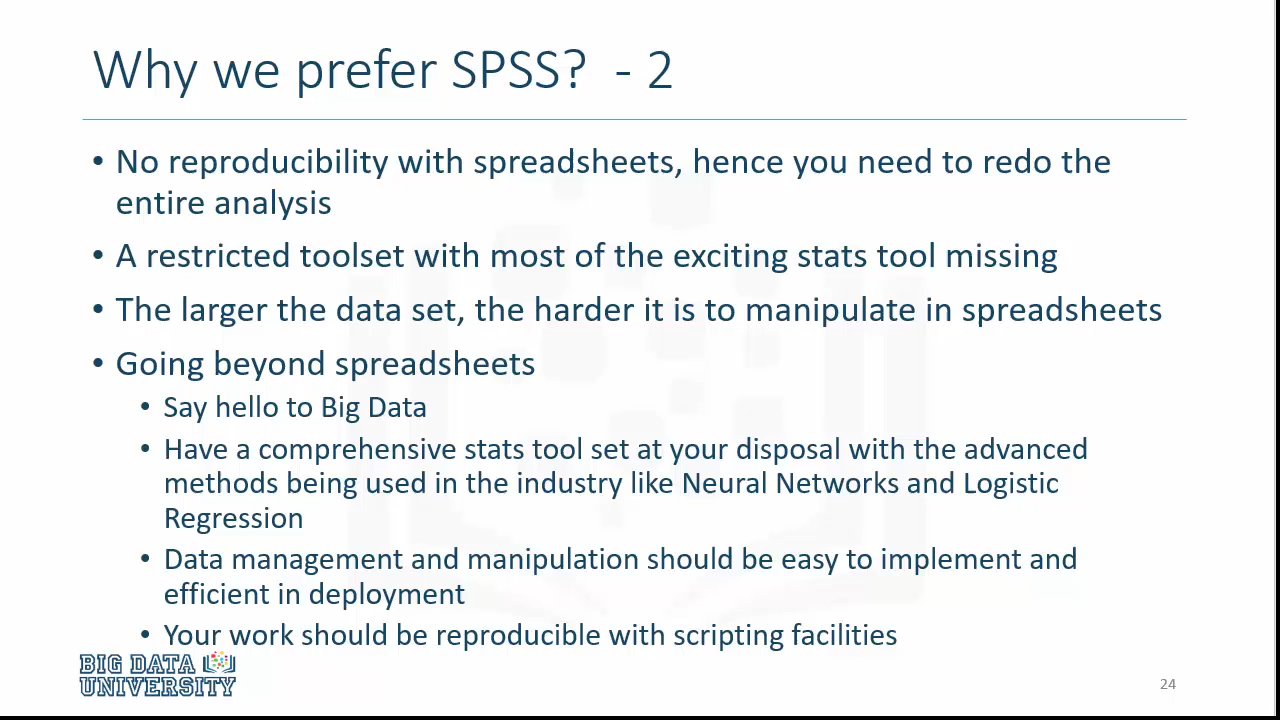 Why we prefer SPSS? - 2
• No reproducibility with spreadsheets, hence you need to redo the
entire analysis
• A restricted toolset with most of the exciting stats tool missing
• The larger the data set, the harder it is to manipulate in spreadsheets
• Going beyond spreadsheets
• Say hello to Big Data
• Have a comprehensive stats tool set at your disposal with the advanced
methods being used in the industry like Neural Networks and Logistic
Regression
• Data management and manipulation should be easy to implement and
efficient in deployment
• Your work should be reproducible with scripting facilities
BIG DATA
UNIVERSITY
24